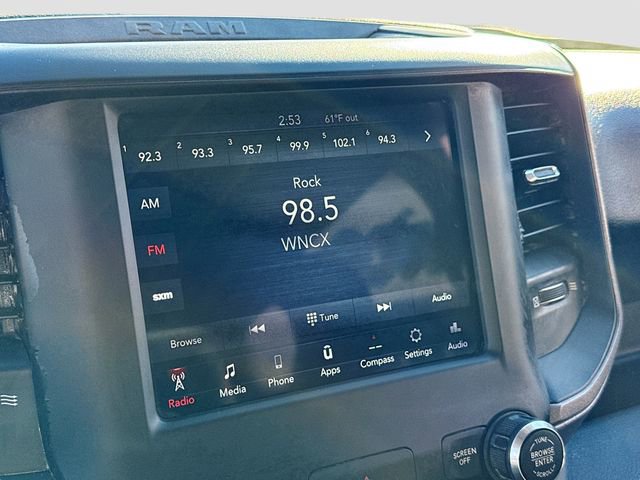 RAM
2:53 61°F out
1 92.3 2 93.3 3 95.7 4 99.9 5 102.1 6 94.3
Rock
AM
98.5
FM
WNCX
sxm
Browse Tune Audio
Radio Media Phone Apps Compass Settings Audio
SCREEN
OFF
TUNE
BROWSE
ENTER
SCROLL